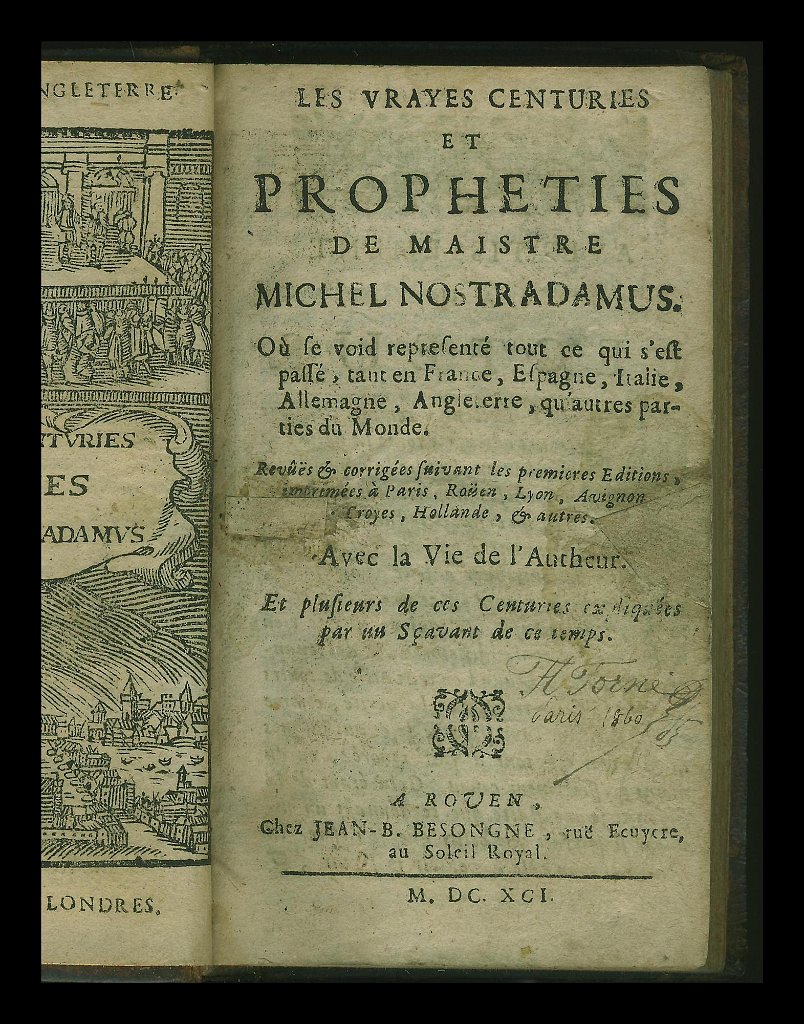 NGLETERRE
TVRIES
ES
ADAMVS
LONDRES.
LES VRAYES CENTURIES
ET
PROPHETIES
DE MAISTRE
MICHEL NOSTRADAMUS.
Où ſe void repreſenté tout ce qui s'eſt
paſſé, tant en France, Eſpagne, Italie,
Allemagne, Angleterre, qu'autres par-
ties du Monde.
Revûës & corrigées ſuivant les premieres Editions,
imprimées à Paris, Roüen, Lyon, Avignon
Troyes, Hollande, & autres.
Avec la Vie de l'Autheur.
Et pluſieurs de ces Centuries expliquées
par un Sçavant de ce temps.
H. Torné
Paris 1860
A ROVEN,
Chez JEAN-B. BESONGNE, ruë Ecuyere,
au Soleil Royal.
M. DC. XCI.